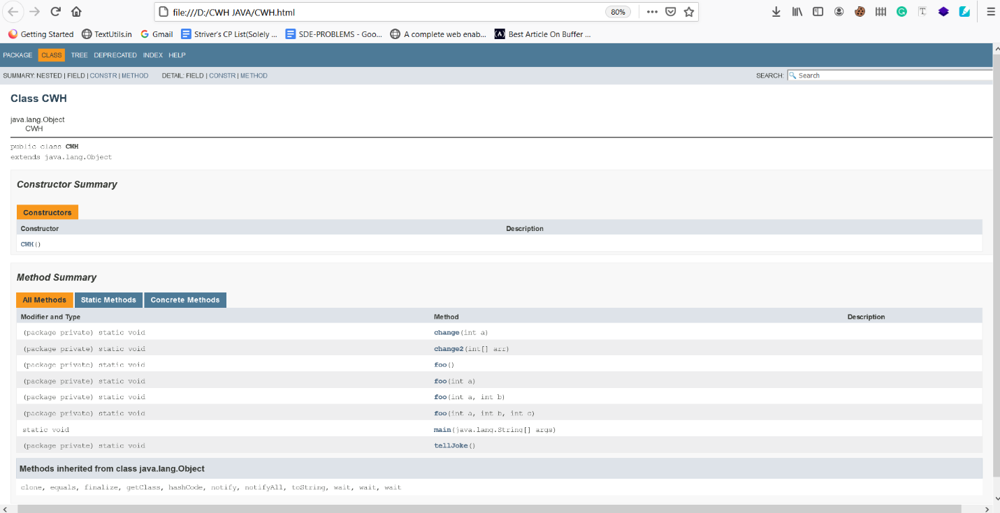 file:///D:/CWH JAVA/CWH.html
80%
Getting Started TextUtils.in Gmail Striver's CP List(Solely ... SDE-PROBLEMS - Goo... A complete web enab... Best Article On Buffer ...
PACKAGE CLASS TREE DEPRECATED INDEX HELP
SUMMARY: NESTED | FIELD | CONSTR | METHOD DETAIL: FIELD | CONSTR | METHOD SEARCH: Search
Class CWH
java.lang.Object
CWH
public class CWH
extends java.lang.Object
Constructor Summary
Constructors
Constructor Description
CWH()
Method Summary
All Methods Static Methods Concrete Methods
Modifier and Type Method Description
(package private) static void change(int a)
(package private) static void change2(int[] arr)
(package private) static void foo()
(package private) static void foo(int a)
(package private) static void foo(int a, int b)
(package private) static void foo(int a, int b, int c)
static void main(java.lang.String[] args)
(package private) static void tellJoke()
Methods inherited from class java.lang.Object
clone, equals, finalize, getClass, hashCode, notify, notifyAll, toString, wait, wait, wait